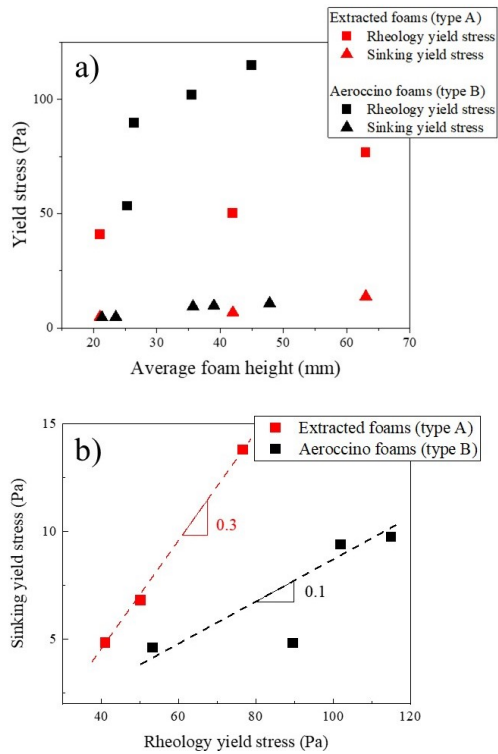 Extracted foams (type A)
Rheology yield stress
Sinking yield stress
Aeroccino foams (type B)
Rheology yield stress
Sinking yield stress
a)
100
50
0
Yield stress (Pa)
20 30 40 50 60 70
Average foam height (mm)
b)
Extracted foams (type A)
Aeroccino foams (type B)
15
10
5
Sinking yield stress (Pa)
0.3
0.1
40 60 80 100 120
Rheology yield stress (Pa)